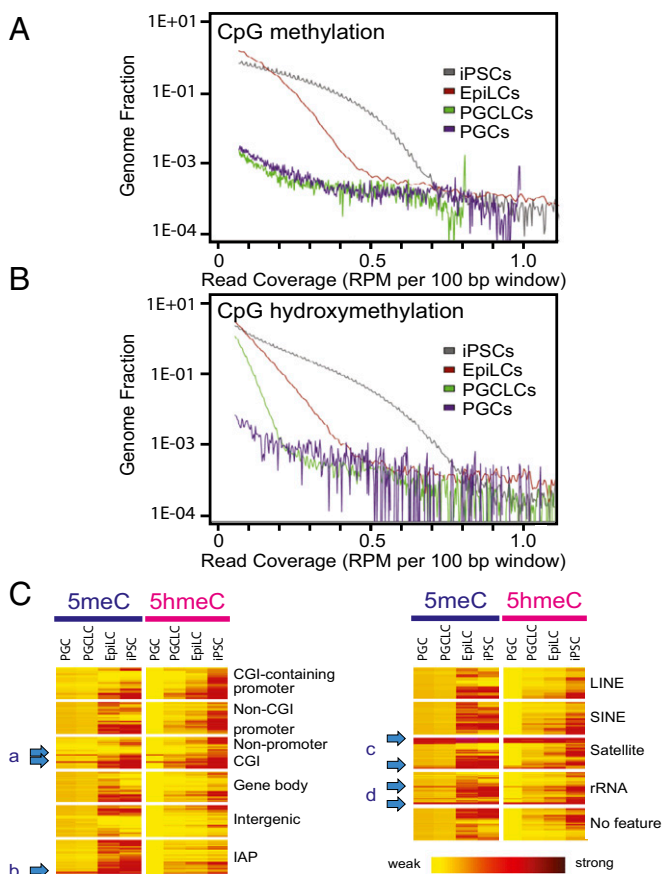 A
CpG methylation
1E+01
1E-01
1E-03
1E-04
Genome Fraction
iPSCs
EpiLCs
PGCLCs
PGCs
0
0.5
1.0
Read Coverage (RPM per 100 bp window)
B
CpG hydroxymethylation
1E+01
1E-01
1E-03
1E-04
Genome Fraction
iPSCs
EpiLCs
PGCLCs
PGCs
0
0.5
1.0
Read Coverage (RPM per 100 bp window)
C
5meC
5hmeC
PGC
PGCLC
EpiLC
iPSC
PGC
PGCLC
EpiLC
iPSC
CGI-containing
promoter
Non-CGI
promoter
Non-promoter
CGI
Gene body
Intergenic
IAP
a
b
5meC
5hmeC
PGC
PGCLC
EpiLC
iPSC
PGC
PGCLC
EpiLC
iPSC
LINE
SINE
Satellite
rRNA
No feature
c
d
weak
strong